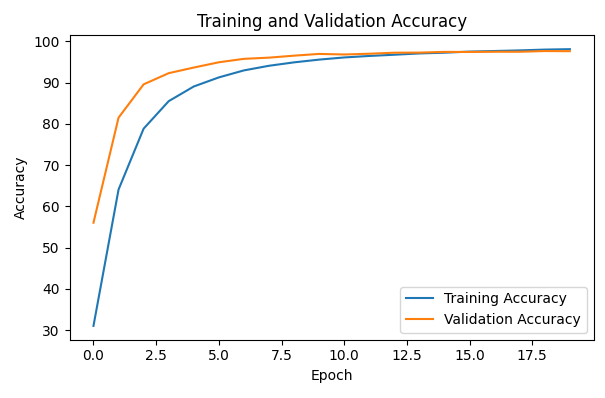 Training and Validation Accuracy
100
90
80
70
60
50
40
30
Accuracy
Training Accuracy
Validation Accuracy
0.0 2.5 5.0 7.5 10.0 12.5 15.0 17.5
Epoch